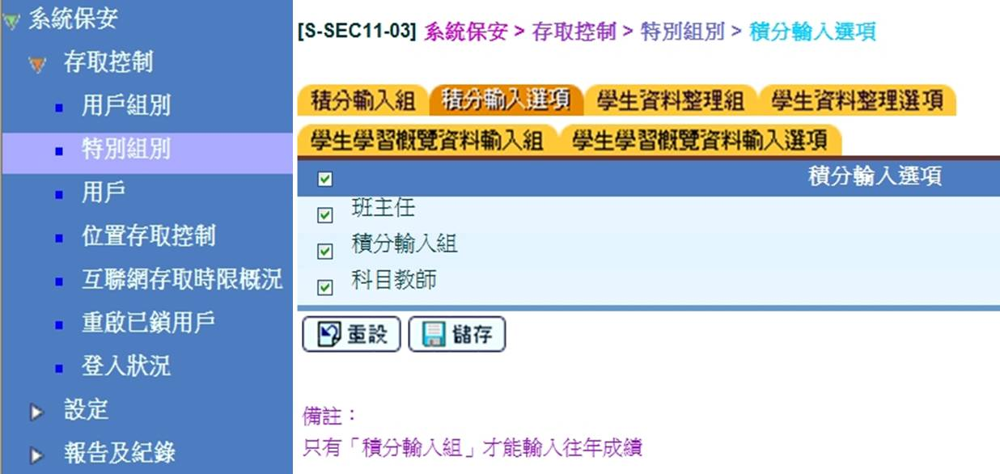 系統保安
存取控制
用戶組別
特別組別
用戶
位置存取控制
互聯網存取時限概況
重啟已鎖用戶
登入狀況
設定
報告及紀錄
[S-SEC11-03] 系統保安 > 存取控制 > 特別組別 > 積分輸入選項
積分輸入組 積分輸入選項 學生資料整理組 學生資料整理選項
學生學習概覽資料輸入組 學生學習概覽資料輸入選項
積分輸入選項
班主任
積分輸入組
科目教師
重設 儲存
備註：
只有「積分輸入組」才能輸入往年成績